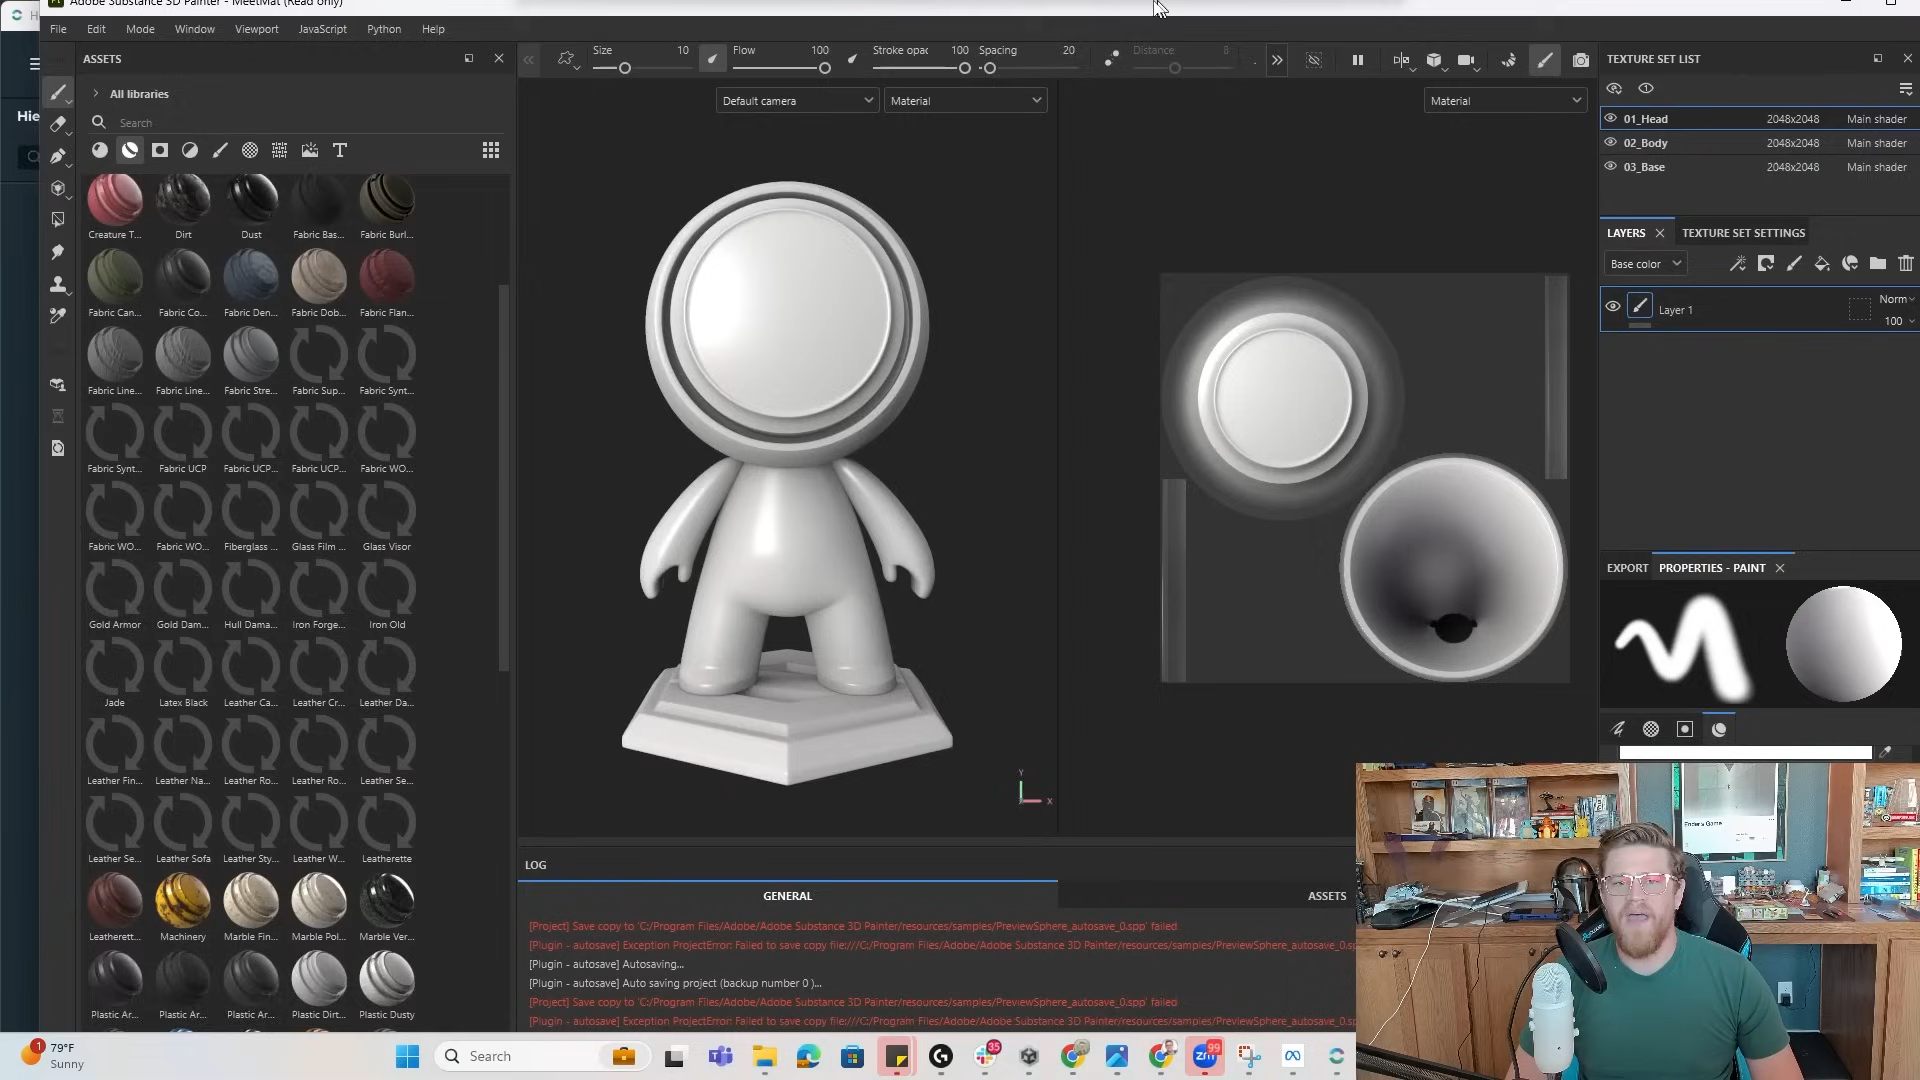 Adobe Substance 3D Painter - MeetMat (Read only)
File Edit Mode Window Viewport JavaScript Python Help
Hie
ASSETS
All libraries
Search
Creature T... Dirt Dust Fabric Bas... Fabric Burl...
Fabric Can... Fabric Co... Fabric Den... Fabric Dob... Fabric Flan...
Fabric Line... Fabric Line... Fabric Stre... Fabric Sup... Fabric Synt...
Fabric Synt... Fabric UCP Fabric UCP... Fabric UCP... Fabric WO...
Fabric WO... Fabric WO... Fiberglass ... Glass Film ... Glass Visor
Gold Armor Gold Dam... Hull Dama... Iron Forge... Iron Old
Jade Latex Black Leather Ca... Leather Cr... Leather Da...
Leather Fin... Leather Na... Leather Ro... Leather Ro... Leather Se...
Leather Se... Leather Sofa Leather Sty... Leather W... Leatherette
Leatherett... Machinery Marble Fin... Marble Pol... Marble Ver...
Plastic Ar... Plastic Ar... Plastic Ar... Plastic Dirt... Plastic Dusty
Size 10 Flow 100 Stroke opac 100 Spacing 20 Distance 8
Default camera Material Material
Y
X
LOG
GENERAL ASSETS
[Project] Save copy to 'C:/Program Files/Adobe/Adobe Substance 3D Painter/resources/samples/PreviewSphere_autosave_0.spp' failed
[Plugin - autosave] Exception ProjectError: Failed to save copy file:///C:/Program Files/Adobe/Adobe Substance 3D Painter/resources/samples/PreviewSphere_autosave_0.sp
[Plugin - autosave] Autosaving...
[Plugin - autosave] Auto saving project (backup number 0 )...
[Project] Save copy to 'C:/Program Files/Adobe/Adobe Substance 3D Painter/resources/samples/PreviewSphere_autosave_0.spp' failed
[Plugin - autosave] Exception ProjectError: Failed to save copy file:///C:/Program Files/Adobe/Adobe Substance 3D Painter/resources/samples/PreviewSphere_autosave_0.sp
TEXTURE SET LIST
01_Head 2048x2048 Main shader
02_Body 2048x2048 Main shader
03_Base 2048x2048 Main shader
LAYERS TEXTURE SET SETTINGS
Base color
Layer 1 Norm
100
EXPORT PROPERTIES - PAINT
Ender's Game
1
79°F
Sunny
Search
35
zm
99